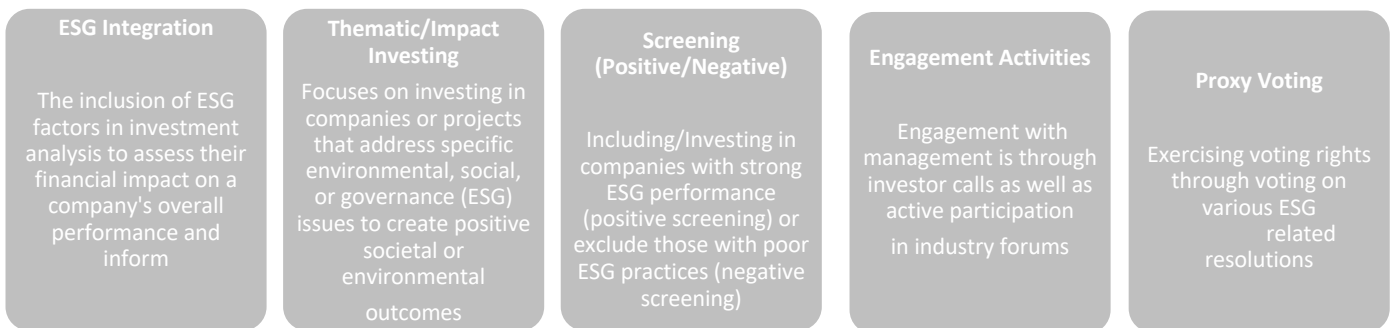 ESG Integration
The inclusion of ESG
factors in investment
analysis to assess their
financial impact on a
company's overall
performance and
inform
Thematic/Impact
Investing
Focuses on investing in
companies or projects
that address specific
environmental, social,
or governance (ESG)
issues to create positive
societal or
environmental
outcomes
Screening
(Positive/Negative)
Including/Investing in
companies with strong
ESG performance
(positive screening) or
exclude those with poor
ESG practices (negative
screening)
Engagement Activities
Engagement with
management is through
investor calls as well as
active participation
in industry forums
Proxy Voting
Exercising voting rights
through voting on
various ESG
related
resolutions